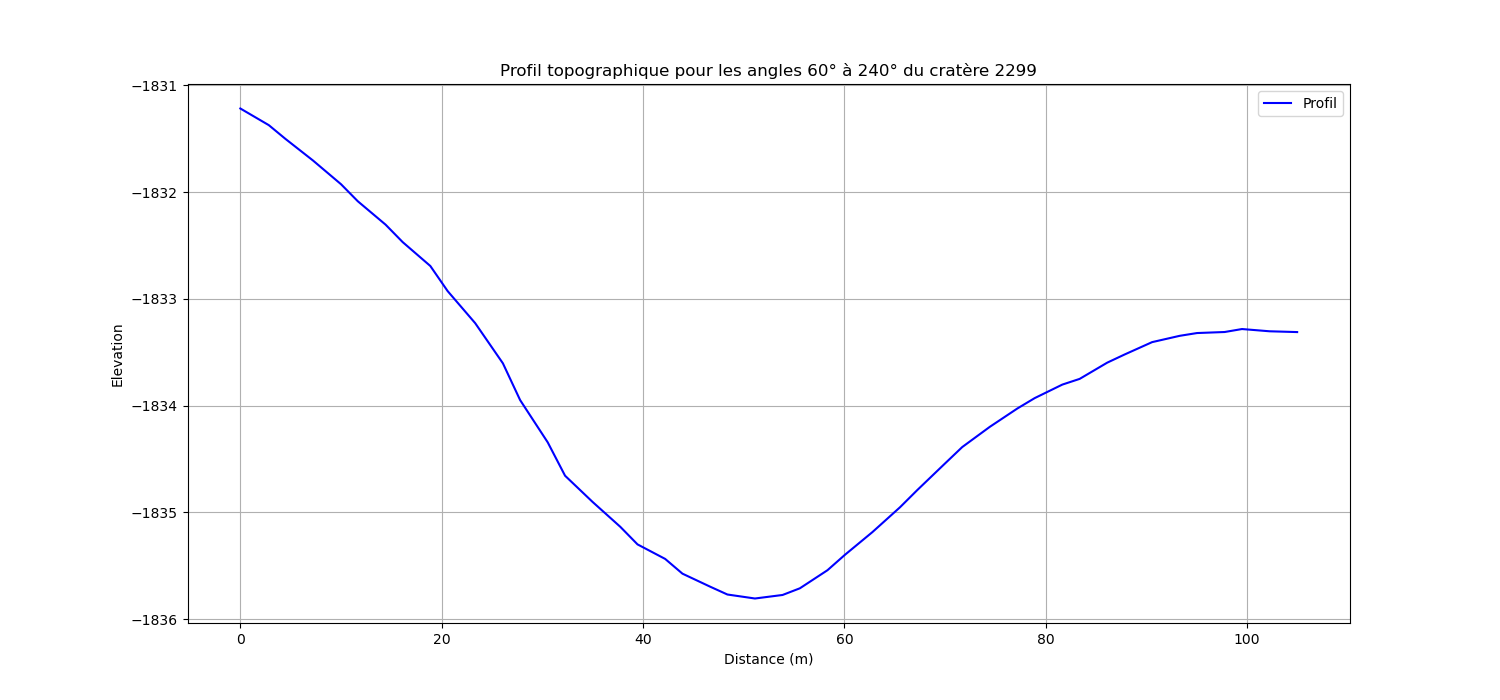 Profil topographique pour les angles 60° à 240° du cratère 2299
Profil
−1831
−1832
−1833
−1834
−1835
−1836
Elevation
0 20 40 60 80 100
Distance (m)